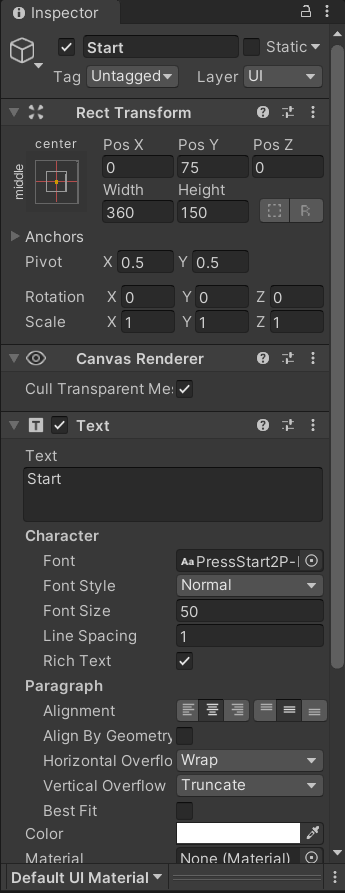 Inspector
Start
Static
Tag Untagged Layer UI
Rect Transform
center
Pos X Pos Y Pos Z
middle
0 75 0
Width Height
360 150 R
Anchors
Pivot X 0.5 Y 0.5
Rotation X 0 Y 0 Z 0
Scale X 1 Y 1 Z 1
Canvas Renderer
Cull Transparent Mes
T Text
Text
Start
Character
Font Aa PressStart2P-
Font Style Normal
Font Size 50
Line Spacing 1
Rich Text
Paragraph
Alignment
Align By Geometry
Horizontal Overflo Wrap
Vertical Overflow Truncate
Best Fit
Color
Material None (Material)
Default UI Material